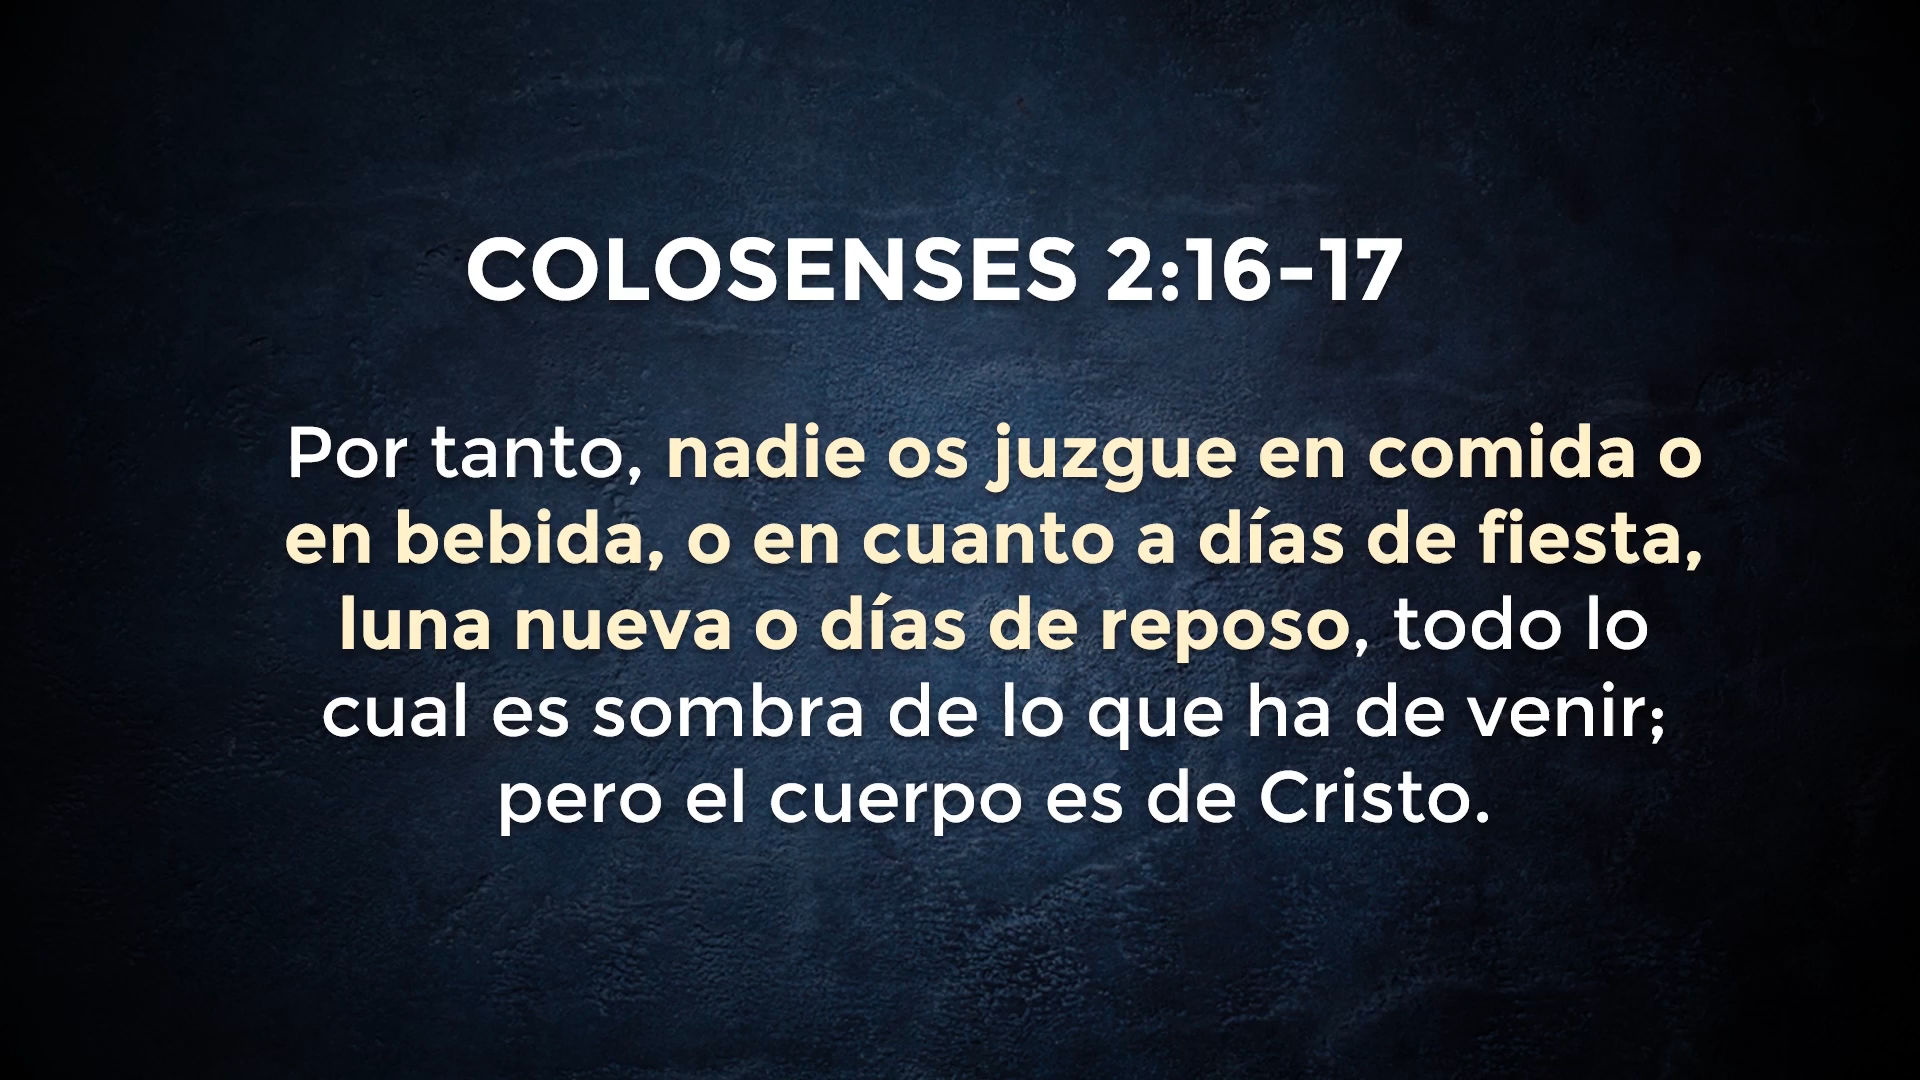 COLOSENSES 2:16-17
Por tanto, nadie os juzgue en comida o
en bebida, o en cuanto a días de fiesta,
luna nueva o días de reposo, todo lo
cual es sombra de lo que ha de venir;
pero el cuerpo es de Cristo.